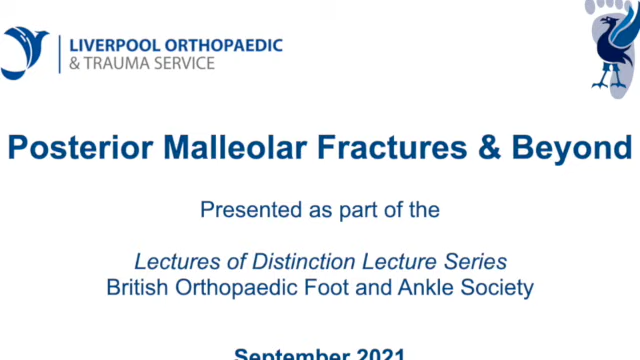 LIVERPOOL ORTHOPAEDIC
& TRAUMA SERVICE
Posterior Malleolar Fractures & Beyond
Presented as part of the
Lectures of Distinction Lecture Series
British Orthopaedic Foot and Ankle Society
September 2021